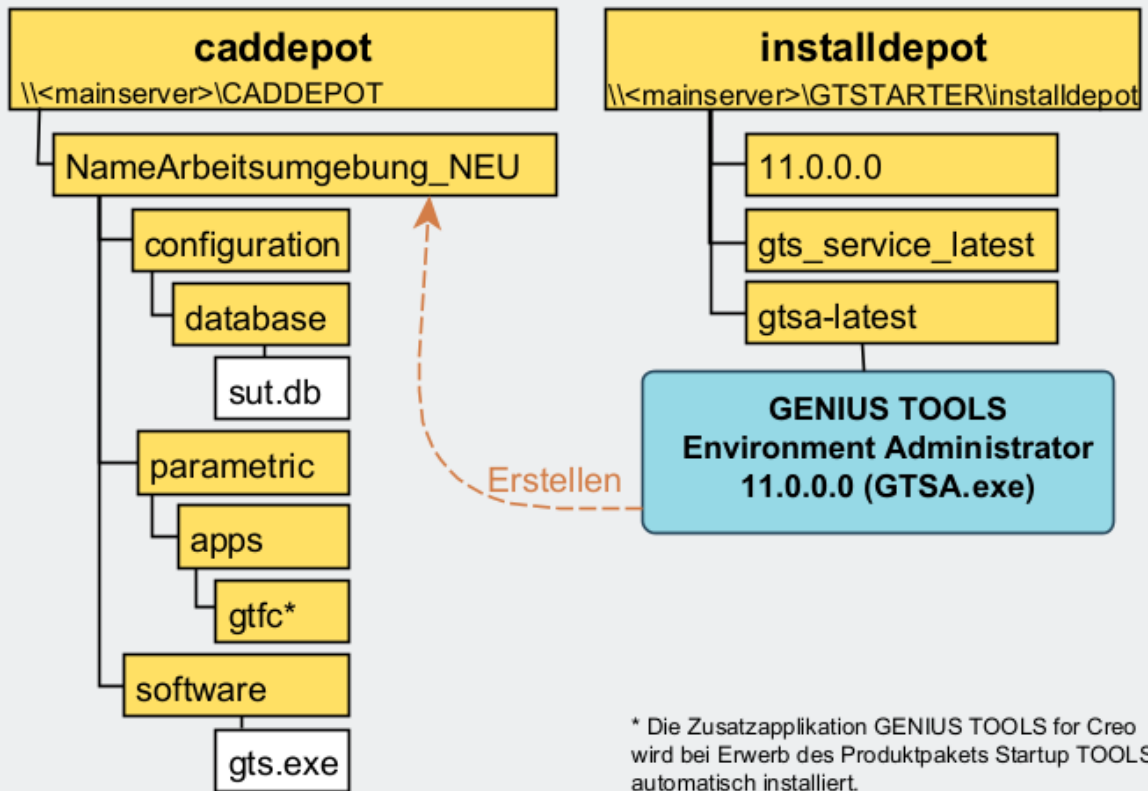 caddepot
\\<mainserver>\CADDEPOT
NameArbeitsumgebung_NEU
configuration
database
sut.db
parametric
apps
gtfc*
software
gts.exe
installdepot
\\<mainserver>\GTSTARTER\installdepot
11.0.0.0
gts_service_latest
gtsa-latest
GENIUS TOOLS
Environment Administrator
11.0.0.0 (GTSA.exe)
Erstellen
* Die Zusatzapplikation GENIUS TOOLS for Creo
wird bei Erwerb des Produktpakets Startup TOOLS
automatisch installiert.